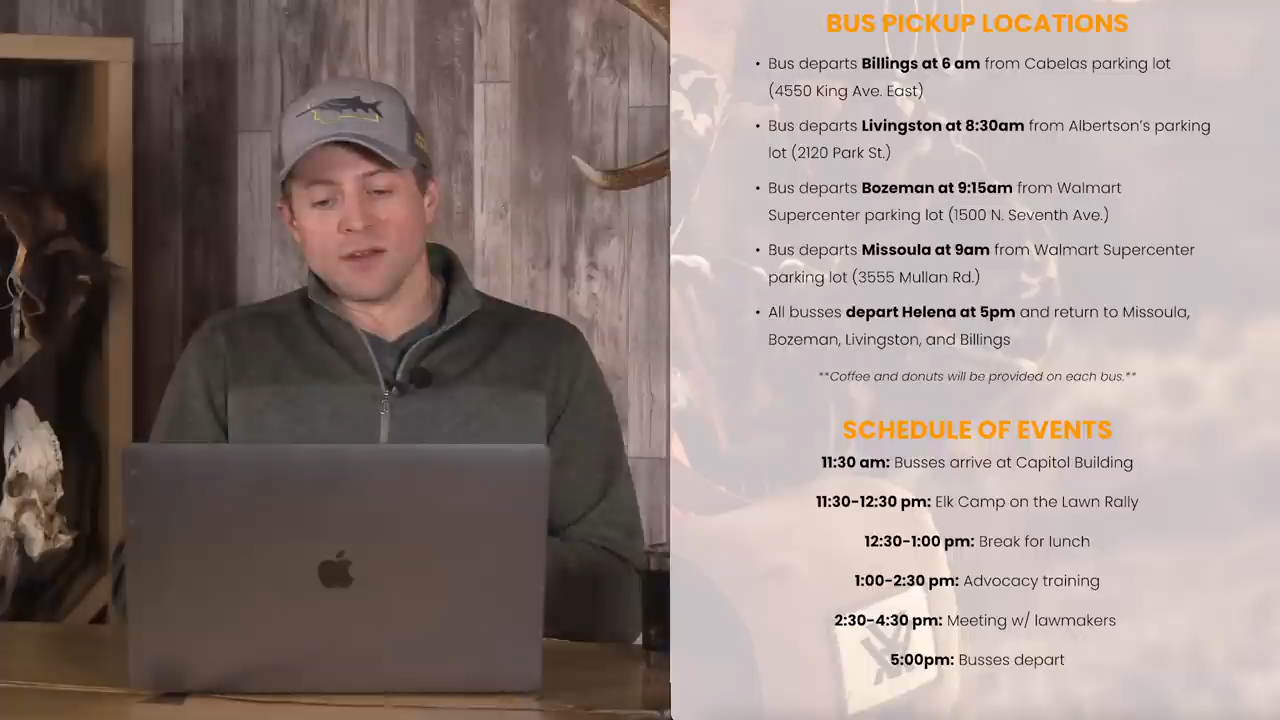 BUS PICKUP LOCATIONS
• Bus departs Billings at 6 am from Cabelas parking lot
(4550 King Ave. East)
• Bus departs Livingston at 8:30am from Albertson's parking
lot (2120 Park St.)
• Bus departs Bozeman at 9:15am from Walmart
Supercenter parking lot (1500 N. Seventh Ave.)
• Bus departs Missoula at 9am from Walmart Supercenter
parking lot (3555 Mullan Rd.)
• All busses depart Helena at 5pm and return to Missoula,
Bozeman, Livingston, and Billings
**Coffee and donuts will be provided on each bus.**
SCHEDULE OF EVENTS
11:30 am: Busses arrive at Capitol Building
11:30-12:30 pm: Elk Camp on the Lawn Rally
12:30-1:00 pm: Break for lunch
1:00-2:30 pm: Advocacy training
2:30-4:30 pm: Meeting w/ lawmakers
5:00pm: Busses depart